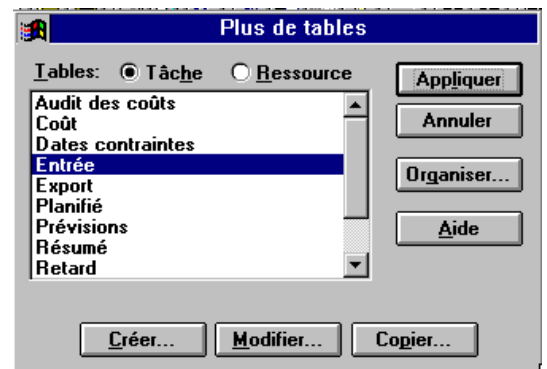 Plus de tables
Tables: Tâche Ressource
Appliquer
Audit des coûts
Coût
Dates contraintes
Entrée
Export
Planifié
Prévisions
Résumé
Retard
Annuler
Organiser...
Aide
Créer... Modifier... Copier...